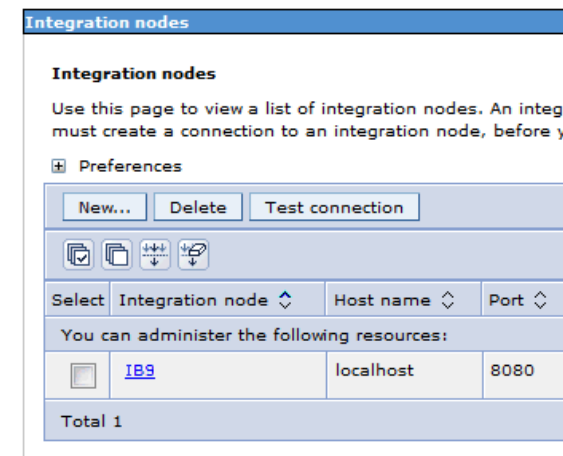 Integration nodes
Integration nodes
Use this page to view a list of integration nodes. An integ
must create a connection to an integration node, before y
Preferences
New... Delete Test connection
Select Integration node Host name Port
You can administer the following resources:
IB9 localhost 8080
Total 1